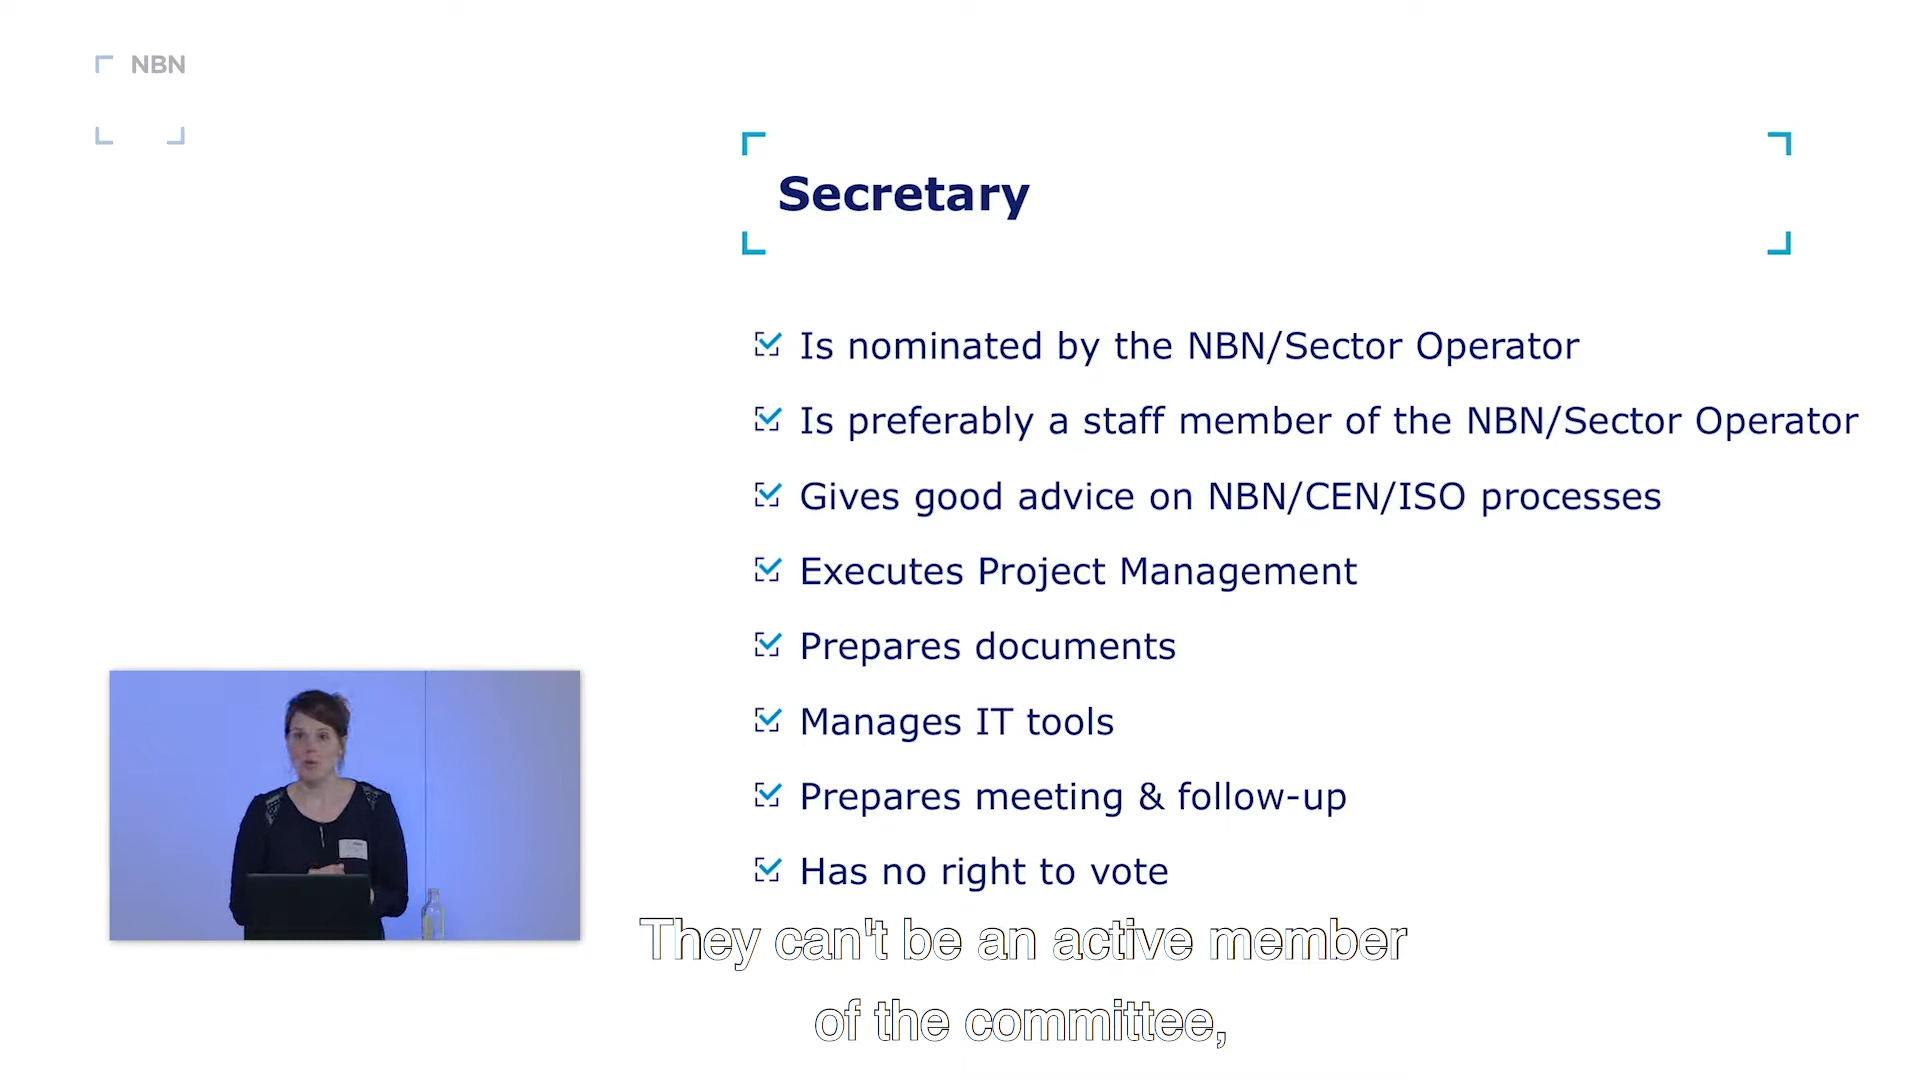 NBN
Secretary
Is nominated by the NBN/Sector Operator
Is preferably a staff member of the NBN/Sector Operator
Gives good advice on NBN/CEN/ISO processes
Executes Project Management
Prepares documents
Manages IT tools
Prepares meeting & follow-up
Has no right to vote
They can't be an active member
of the committee,